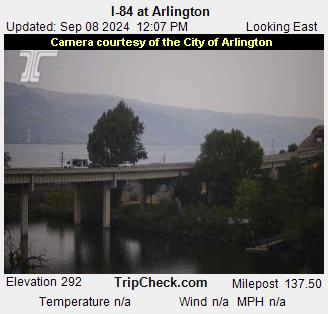 I-84 at Arlington
Updated: Sep 08 2024 12:07 PM Looking East
Camera courtesy of the City of Arlington
Elevation 292 TripCheck.com Milepost 137.50
Temperature n/a Wind n/a MPH n/a